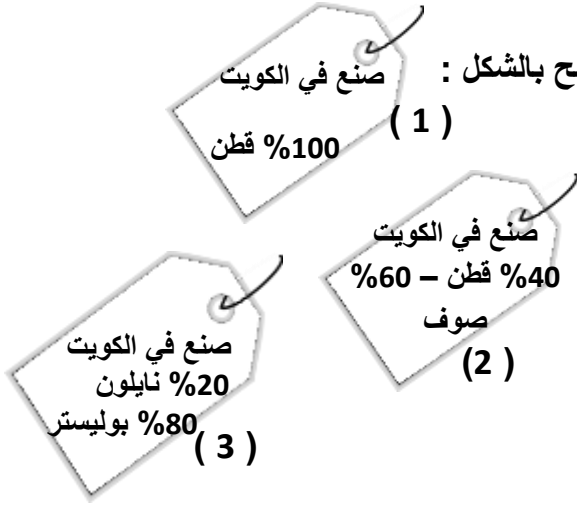 ح بالشكل :
صنع في الكويت
100% قطن
( 1 )
صنع في الكويت
40% قطن – 60%
صوف
( 2)
صنع في الكويت
20% نايلون
80% بوليستر
( 3 )